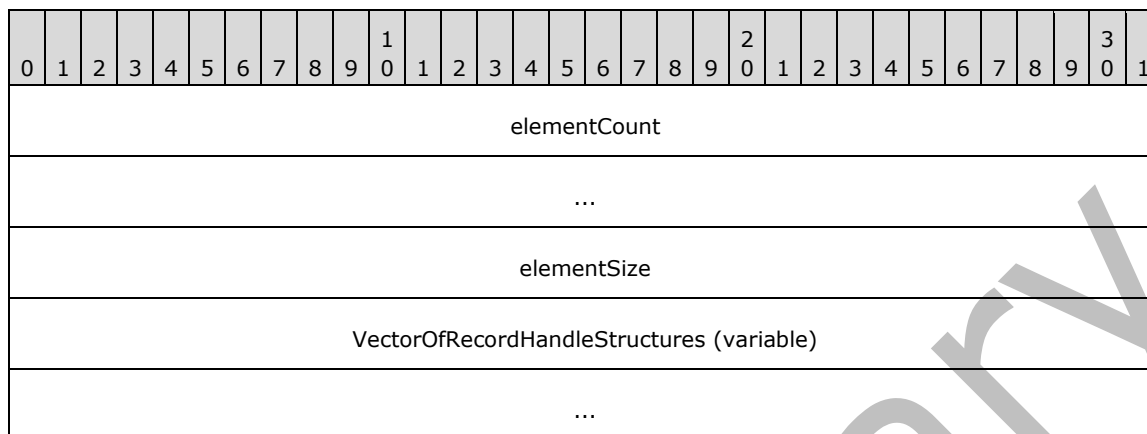 1 2 3
0 1 2 3 4 5 6 7 8 9 0 1 2 3 4 5 6 7 8 9 0 1 2 3 4 5 6 7 8 9 0 1
elementCount
...
elementSize
VectorOfRecordHandleStructures (variable)
...